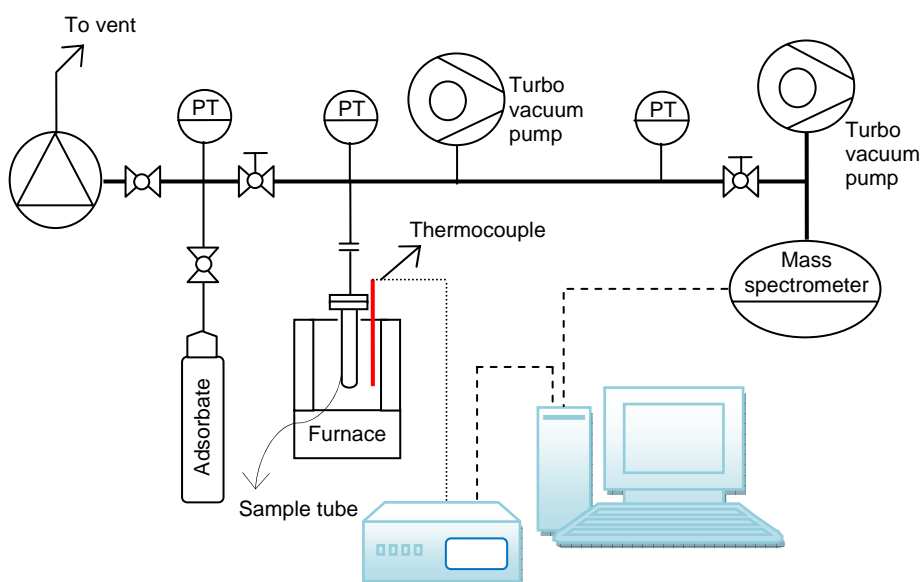 To vent
PT
PT
Turbo
vacuum
pump
PT
Turbo
vacuum
pump
Thermocouple
Mass
spectrometer
Adsorbate
Furnace
Sample tube